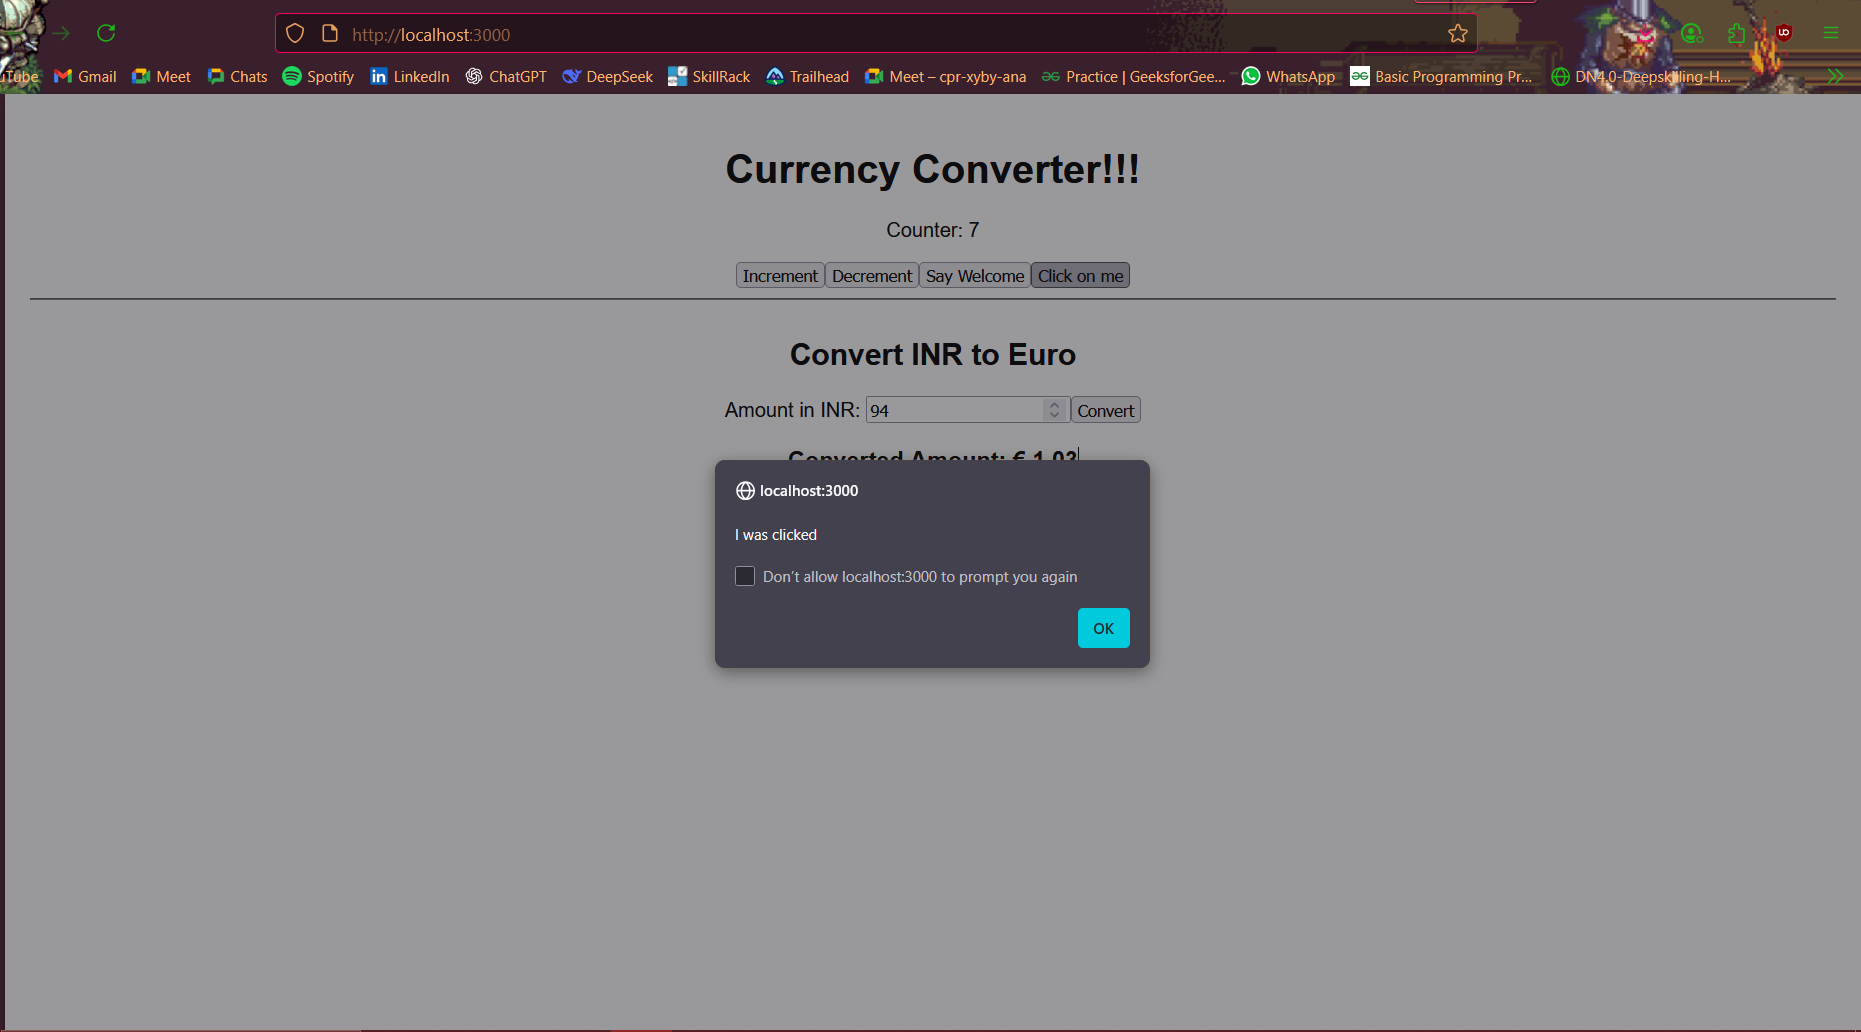 http://localhost:3000
uTube Gmail Meet Chats Spotify LinkedIn ChatGPT DeepSeek SkillRack Trailhead Meet – cpr-xyby-ana Practice | GeeksforGee... WhatsApp Basic Programming Pr... DN4.0-Deepskilling-H...
Currency Converter!!!
Counter: 7
Increment Decrement Say Welcome Click on me
Convert INR to Euro
Amount in INR: 94 Convert
Converted Amount: € 1.03
localhost:3000
I was clicked
Don't allow localhost:3000 to prompt you again
OK